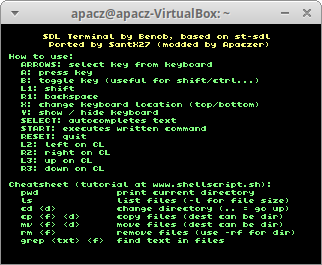 apacz@apacz-VirtualBox: ~
SDL Terminal by Benob, based on st-sdl
Ported by SantX27 (modded by Apaczer)
How to use:
ARROWS: select key from keyboard
A: press key
B: toggle key (useful for shift/ctrl...)
L1: shift
R1: backspace
X: change keyboard location (top/bottom)
Y: show / hide keyboard
SELECT: autocompletes text
START: executes written command
RESET: quit
L2: left on CL
R2: right on CL
L3: up on CL
R3: down on CL
Cheatsheet (tutorial at www.shellscript.sh):
pwd print current directory
ls list files (-l for file size)
cd (d) change directory (.. = go up)
cp (f) (d) copy files (dest can be dir)
mv (f) (d) move files (dest can be dir)
rm (f) remove files (use -rf for dir)
grep (txt) (f) find text in files